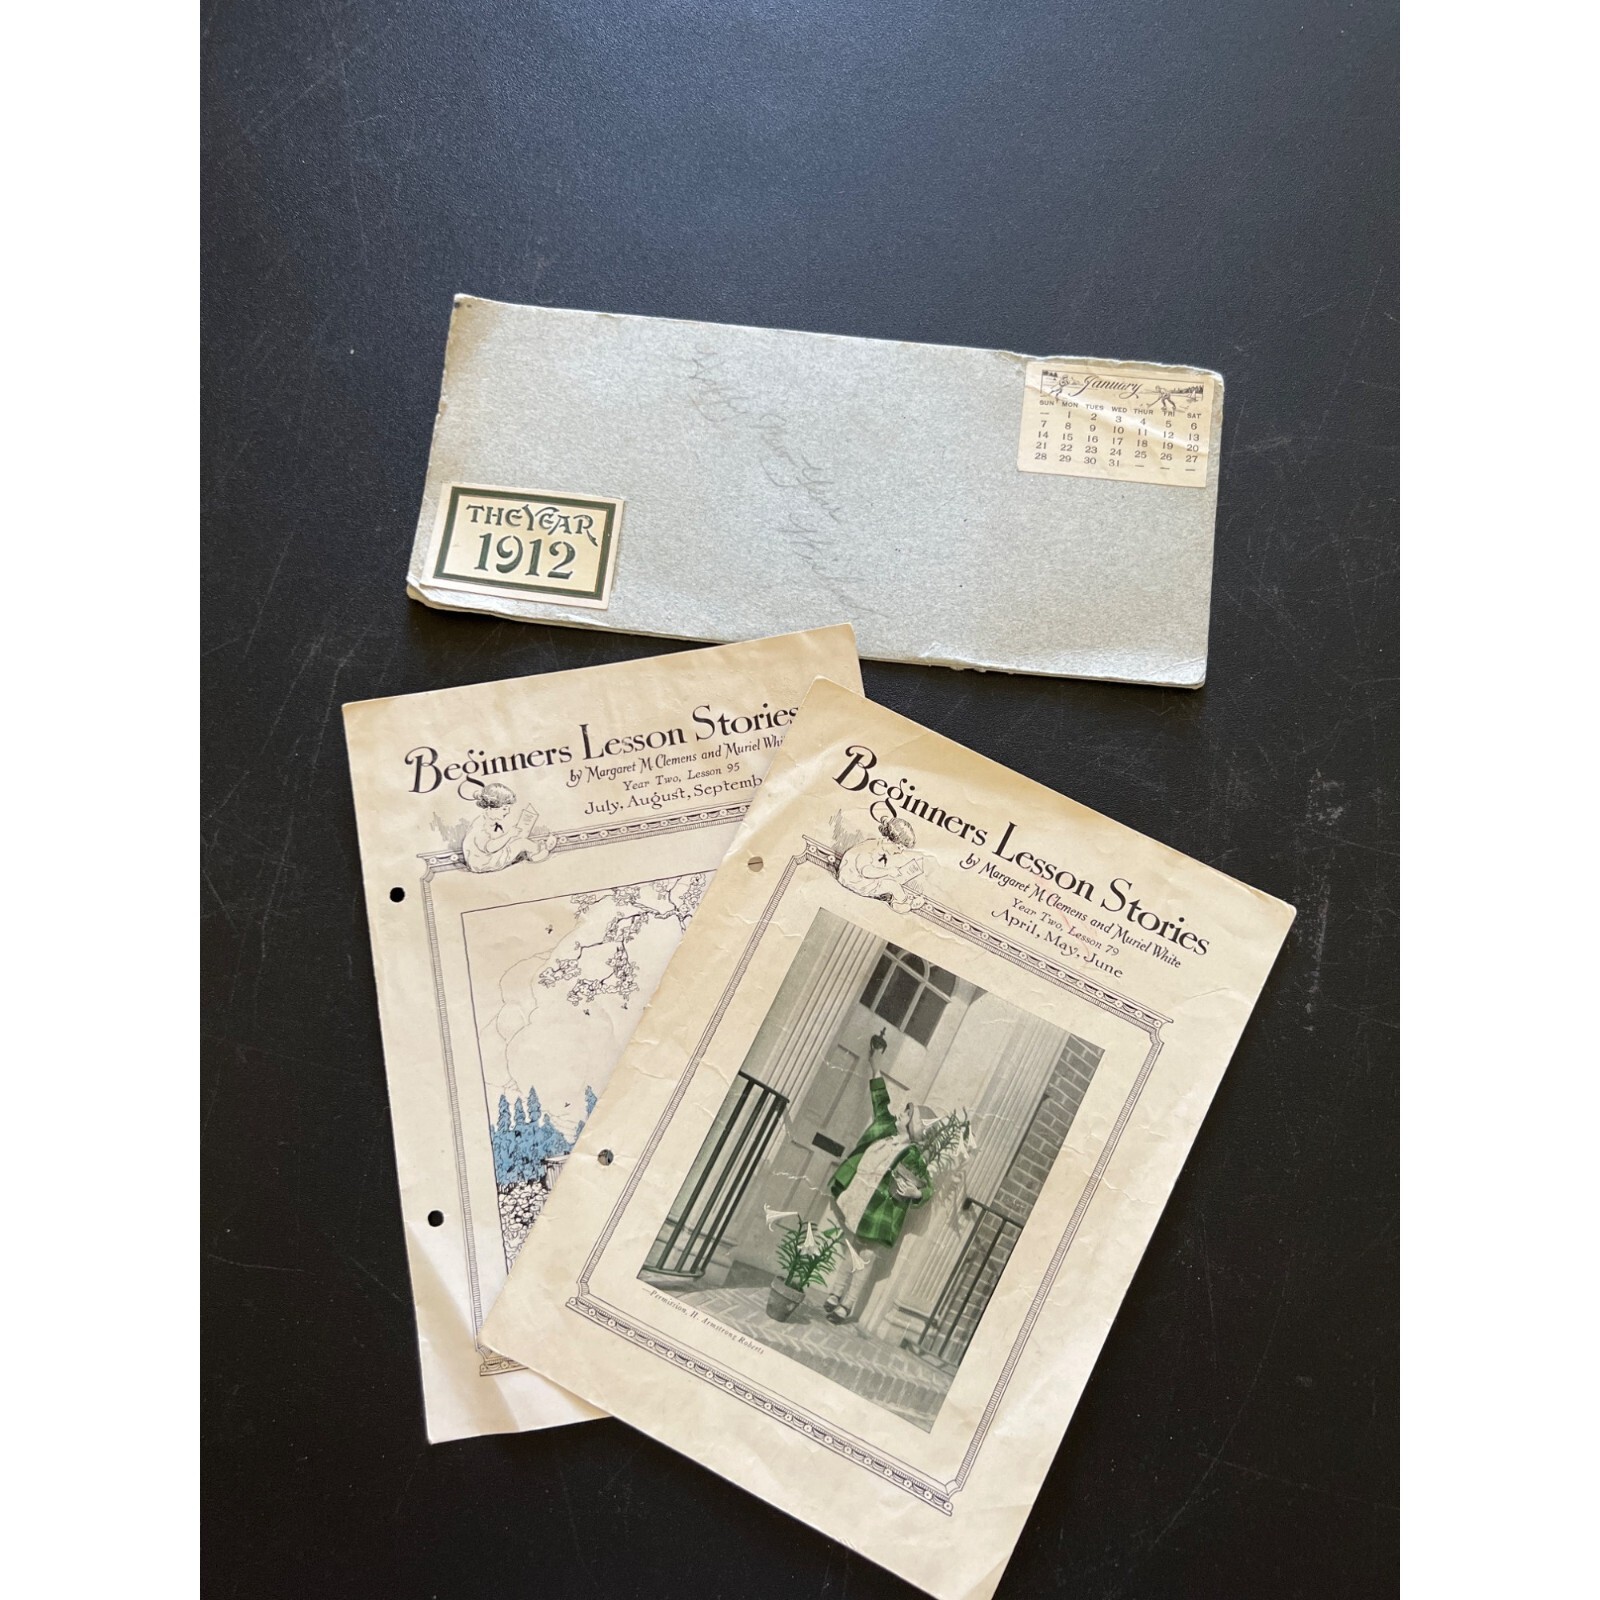 January
SUN MON TUES WED THUR FRI SAT
— 1 2 3 4 5 6
7 8 9 10 11 12 13
14 15 16 17 18 19 20
21 22 23 24 25 26 27
28 29 30 31 — — —
THE YEAR
1912
Beginners Lesson Stories
by Margaret M. Clemens and Muriel Whi
Year Two, Lesson 95
July, August, Septemb
Beginners Lesson Stories
by Margaret M. Clemens and Muriel White
Year Two, Lesson 79
April, May, June
—Permission, H. Armstrong Roberts